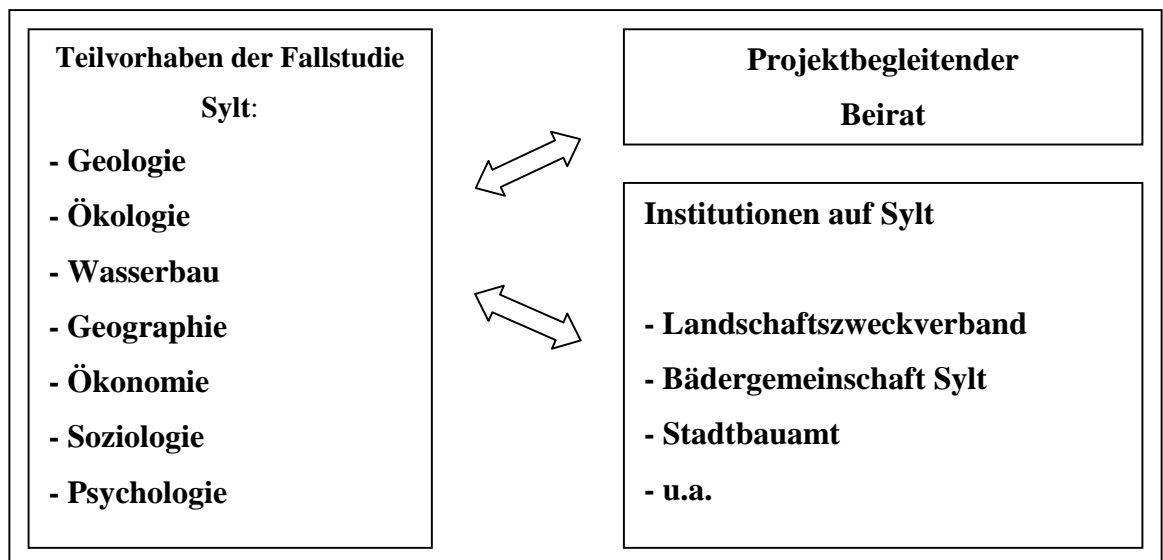 Teilvorhaben der Fallstudie
Sylt:
- Geologie
- Ökologie
- Wasserbau
- Geographie
- Ökonomie
- Soziologie
- Psychologie
Projektbegleitender
Beirat
Institutionen auf Sylt
- Landschaftszweckverband
- Bädergemeinschaft Sylt
- Stadtbauamt
- u.a.